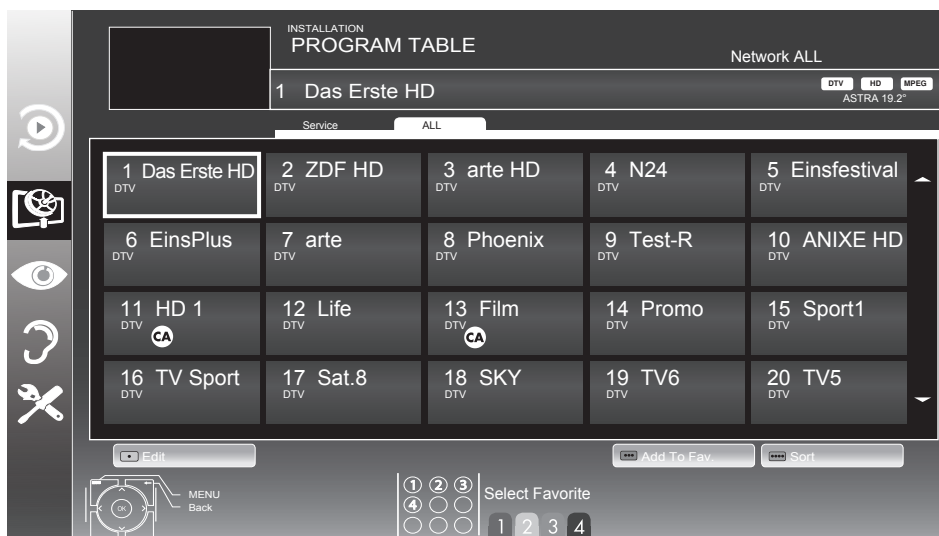 INSTALLATION
PROGRAM TABLE
Network ALL
1 Das Erste HD
DTV HD MPEG
ASTRA 19.2°
Service ALL
1 Das Erste HD 2 ZDF HD 3 arte HD 4 N24 5 Einsfestival
DTV DTV DTV DTV DTV
6 EinsPlus 7 arte 8 Phoenix 9 Test-R 10 ANIXE HD
DTV DTV DTV DTV DTV
11 HD 1 12 Life 13 Film 14 Promo 15 Sport1
DTV DTV DTV DTV DTV
CA CA
16 TV Sport 17 Sat.8 18 SKY 19 TV6 20 TV5
DTV DTV DTV DTV DTV
Edit Add To Fav. Sort
MENU
Back
OK
1 2 3
4
Select Favorite
1 2 3 4